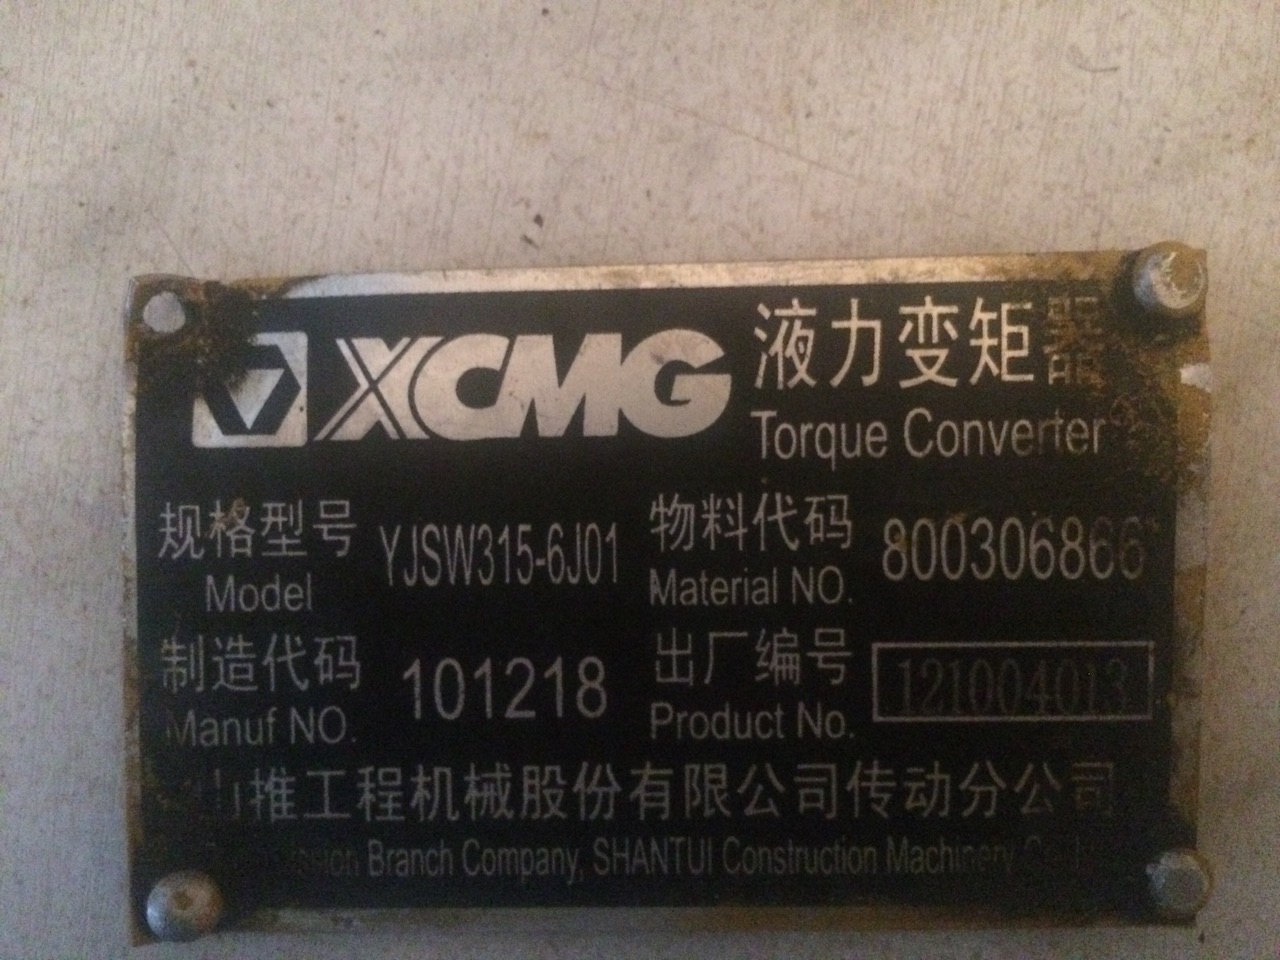 XCMG 液力变矩器
Torque Converter
规格型号 YJSW315-6J01 物料代码 800306866
Model Material NO.
制造代码 101218 出厂编号 121004013
Manuf NO. Product No.
山推工程机械股份有限公司传动分公司
Branch Company, SHANTUI Construction Machinery